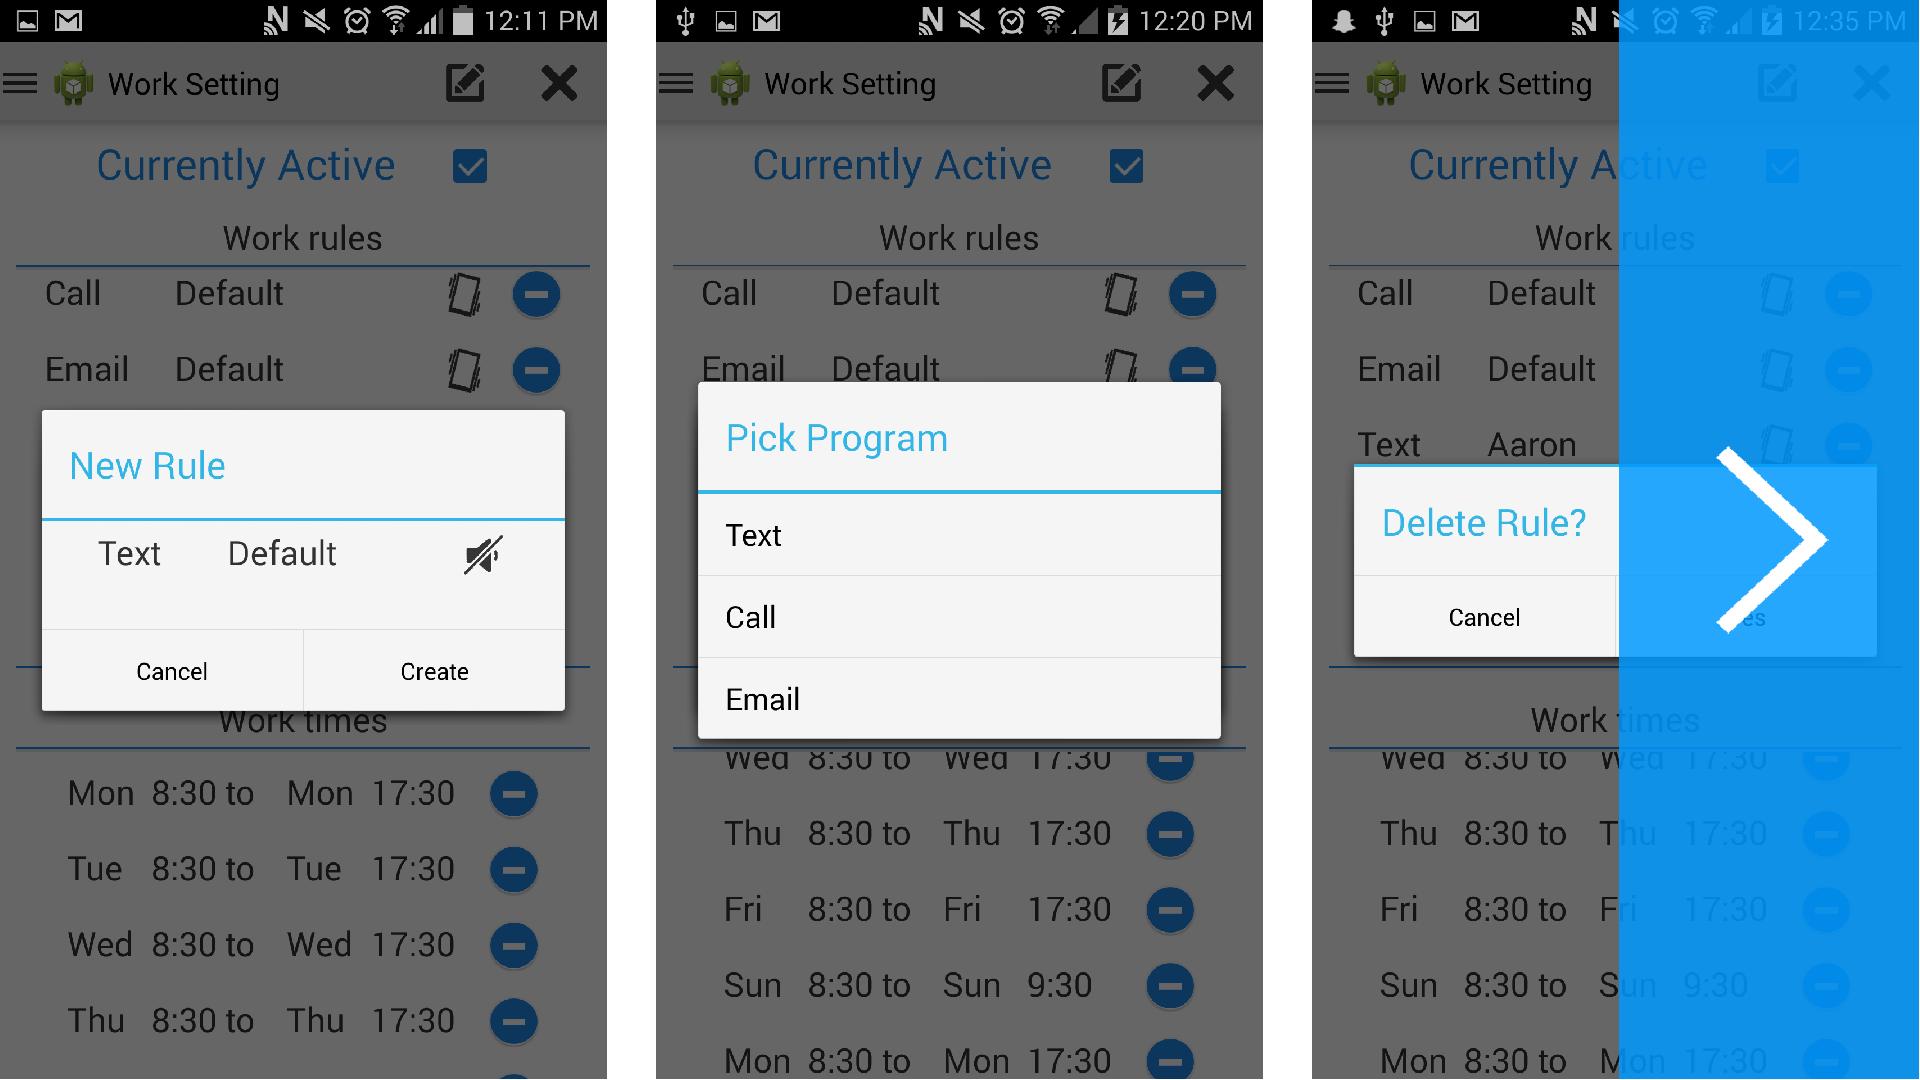 12:11 PM
Work Setting
Currently Active
Work rules
Call Default
Email Default
New Rule
Text Default
Cancel Create
Work times
Mon 8:30 to Mon 17:30
Tue 8:30 to Tue 17:30
Wed 8:30 to Wed 17:30
Thu 8:30 to Thu 17:30
12:20 PM
Work Setting
Currently Active
Work rules
Call Default
Email Default
Pick Program
Text
Call
Email
Wed 8:30 to Wed 17:30
Thu 8:30 to Thu 17:30
Fri 8:30 to Fri 17:30
Sun 8:30 to Sun 9:30
Mon 8:30 to Mon 17:30
12:35 PM
Work Setting
Currently Active
Work rules
Call Default
Email Default
Text Aaron
Delete Rule?
Cancel
Work times
Wed 8:30 to Wed 17:30
Thu 8:30 to Thu 17:30
Fri 8:30 to Fri 17:30
Sun 8:30 to Sun 9:30
Mon 8:30 to Mon 17:30